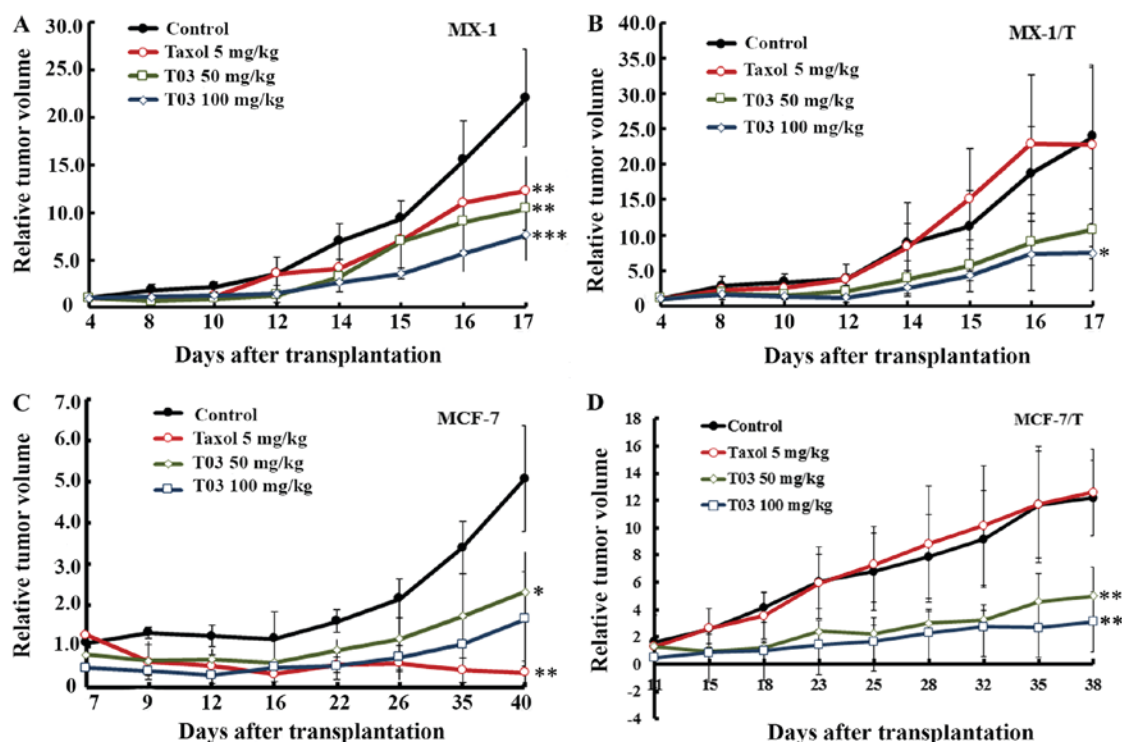 A
30.0
25.0
20.0
15.0
10.0
5.0
0
Relative tumor volume
Control
Taxol 5 mg/kg
T03 50 mg/kg
T03 100 mg/kg
MX-1
**
**
***
4 8 10 12 14 15 16 17
Days after transplantation
B
40.0
35.0
30.0
25.0
20.0
15.0
10.0
5.0
0
Relative tumor volume
MX-1/T
Control
Taxol 5 mg/kg
T03 50 mg/kg
T03 100 mg/kg
*
4 8 10 12 14 15 16 17
Days after transplantation
C
7.0
6.0
5.0
4.0
3.0
2.0
1.0
0
Relative tumor volume
Control
Taxol 5 mg/kg
T03 50 mg/kg
T03 100 mg/kg
MCF-7
*
**
7 9 12 16 22 26 35 40
Days after transplantation
D
18
16
14
12
10
8
6
4
2
0
-2
-4
Relative tumor volume
MCF-7/T
Control
Taxol 5 mg/kg
T03 50 mg/kg
T03 100 mg/kg
**
**
11 15 18 23 25 28 32 35 38
Days after transplantation